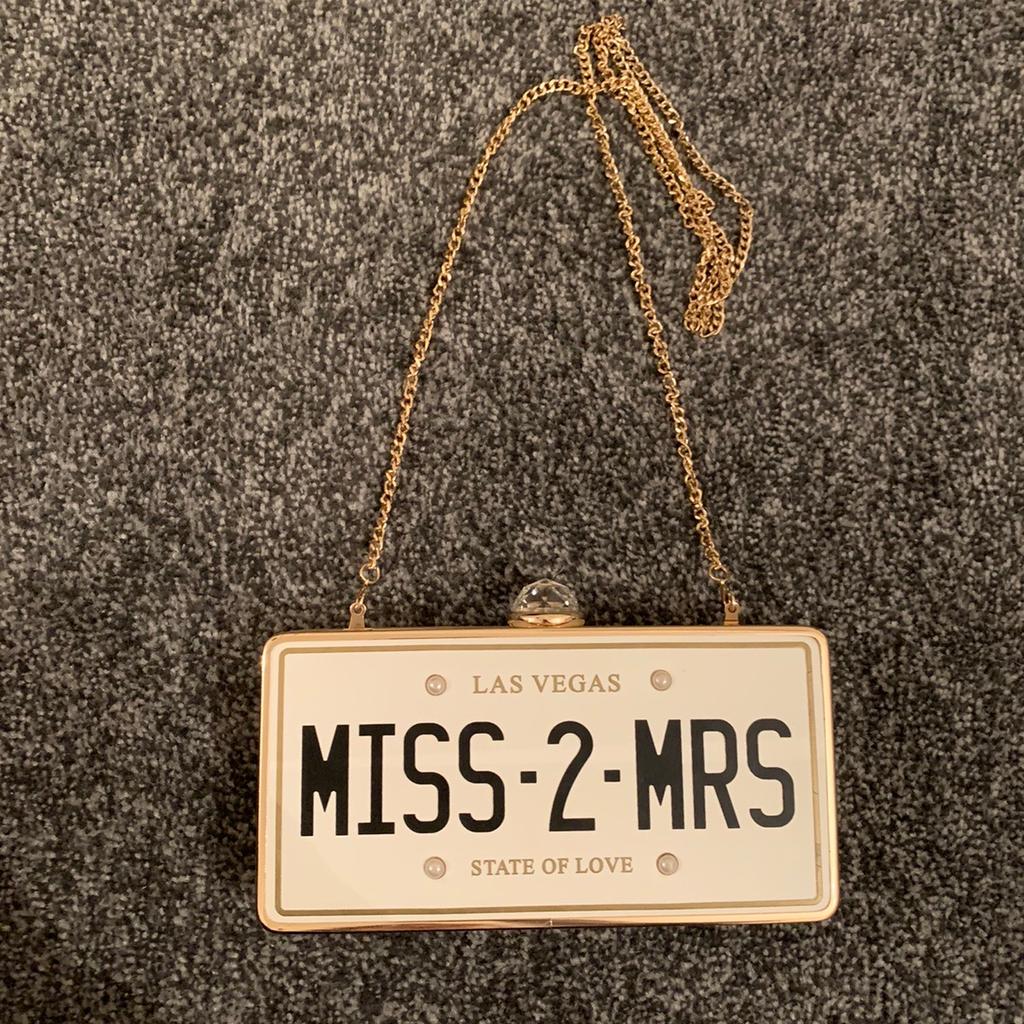 LAS VEGAS
MISS-2-MRS
STATE OF LOVE